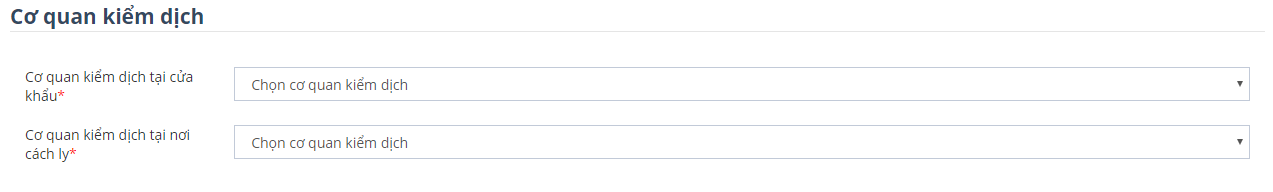 Cơ quan kiểm dịch
Cơ quan kiểm dịch tại cửa
khẩu*
Chọn cơ quan kiểm dịch
Cơ quan kiểm dịch tại nơi
cách ly*
Chọn cơ quan kiểm dịch